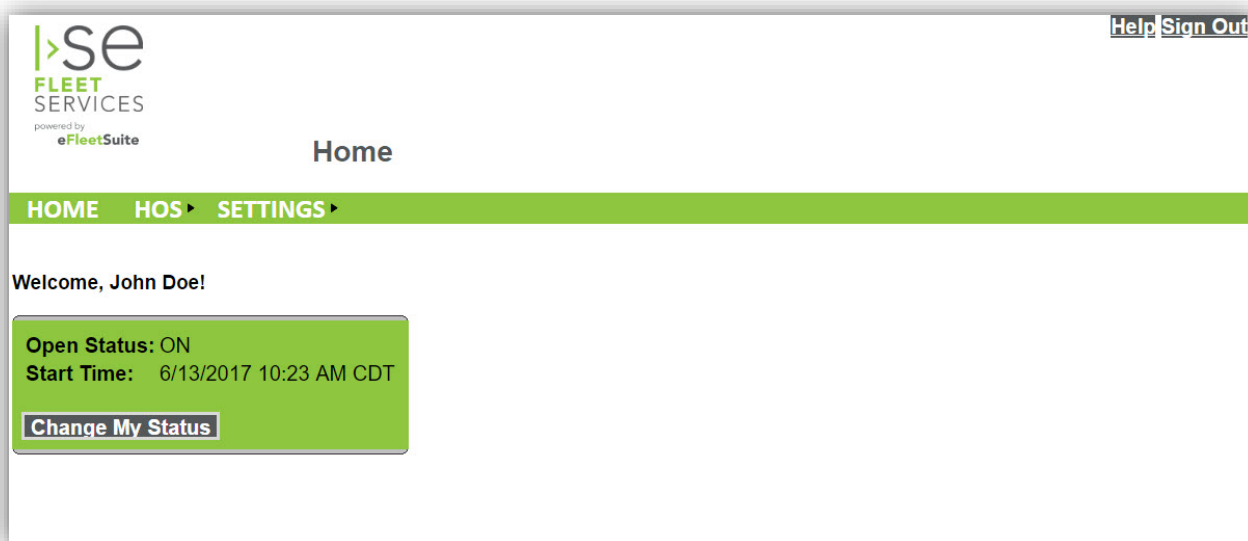 Help Sign Out
I>se
FLEET
SERVICES
powered by
eFleetSuite
Home
HOME HOS SETTINGS
Welcome, John Doe!
Open Status: ON
Start Time: 6/13/2017 10:23 AM CDT
Change My Status